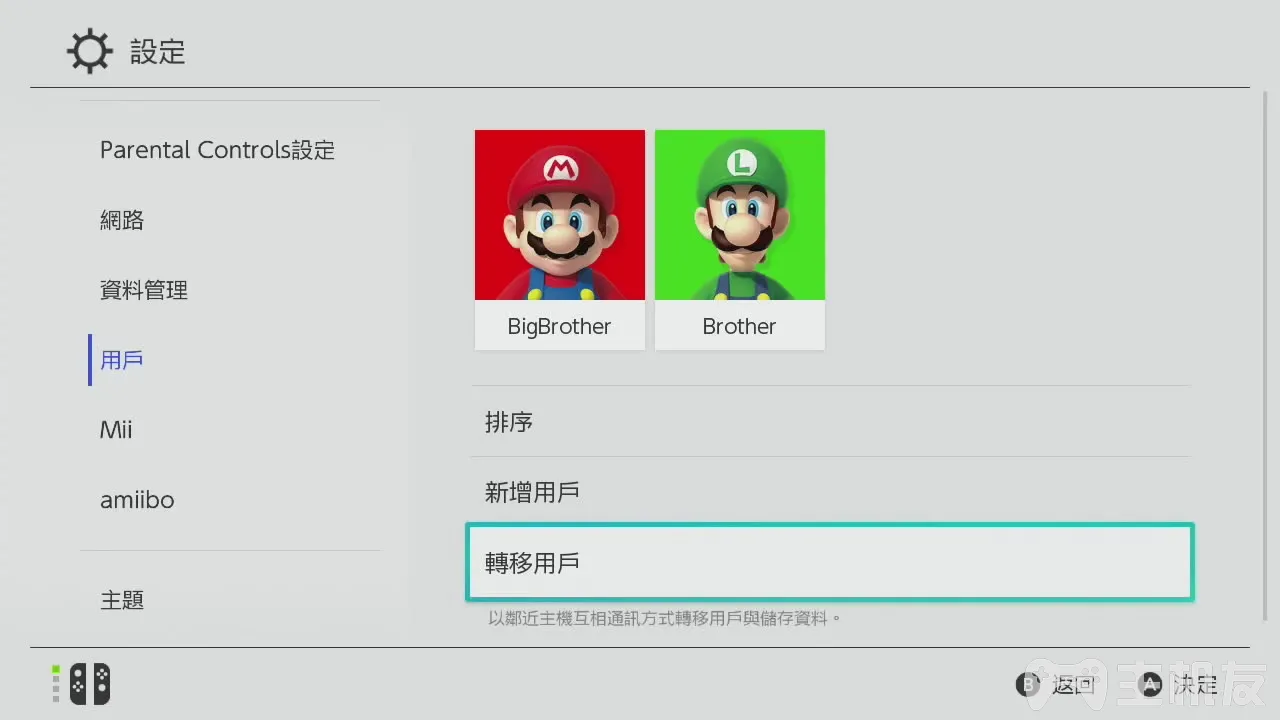 設定
Parental Controls設定
網路
資料管理
用戶
Mii
amiibo
主題
M
L
BigBrother
Brother
排序
新增用戶
轉移用戶
以鄰近主機互相通訊方式轉移用戶與儲存資料。
B 返回
A 決定
主机友